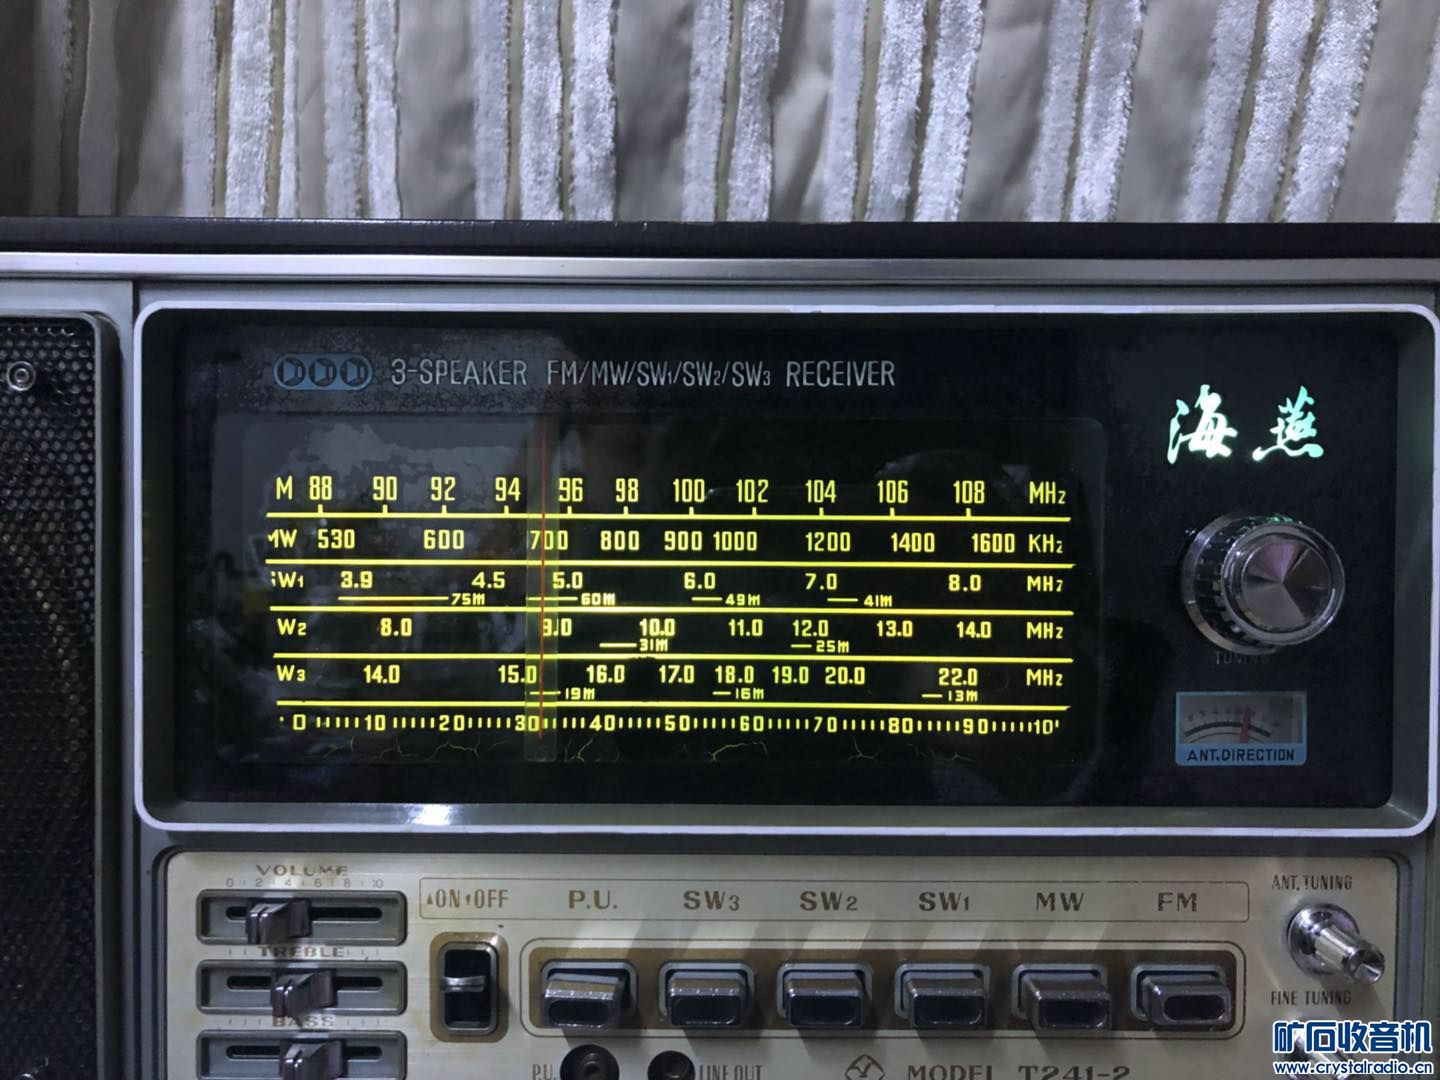 3-SPEAKER FM/MW/SW1/SW2/SW3 RECEIVER
海燕
M 88 90 92 94 96 98 100 102 104 106 108 MHz
MW 530 600 700 800 900 1000 1200 1400 1600 KHz
SW1 3.9 4.5 5.0 6.0 7.0 8.0 MHz
75m 60m 49m 41m
W2 8.0 9.0 10.0 11.0 12.0 13.0 14.0 MHz
31m 25m
W3 14.0 15.0 16.0 17.0 18.0 19.0 20.0 22.0 MHz
19m 16m 13m
0 10 20 30 40 50 60 70 80 90 10
TUNING
ANT.DIRECTION
VOLUME
0 2 4 6 8 10
TREBLE
BASS
▲ON▼OFF P.U. SW3 SW2 SW1 MW FM
ANT.TUNING
FINE TUNING
P.U. LINE OUT MODEL T241-2
矿石收音机
www.crystalradio.cn